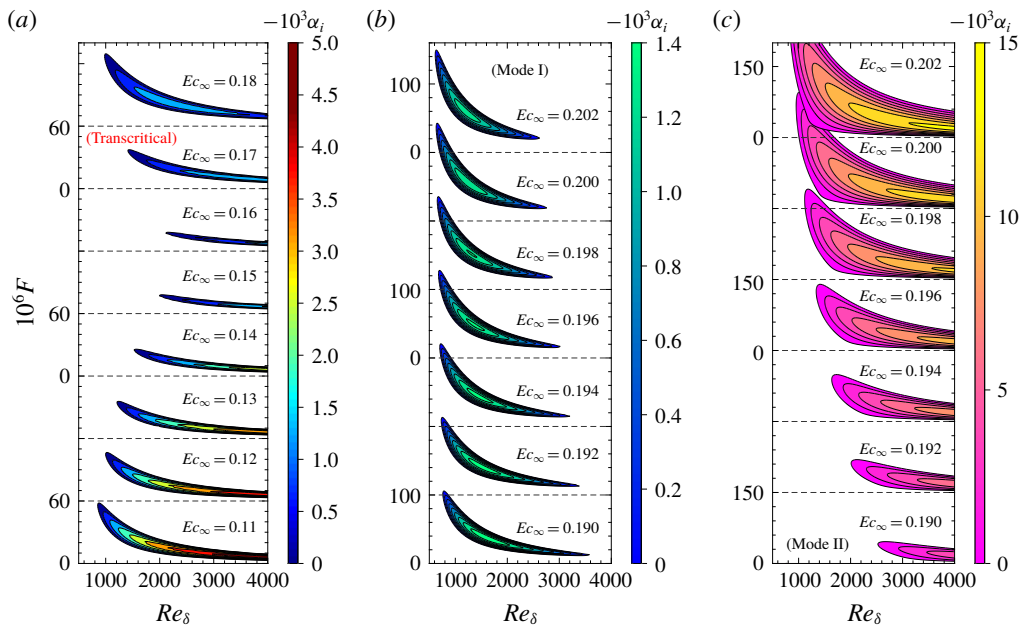 (a)
−10³αᵢ
5.0
4.5
4.0
3.5
3.0
2.5
2.0
1.5
1.0
0.5
0
Ec∞ = 0.18
60
(Transcritical)
Ec∞ = 0.17
0
Ec∞ = 0.16
Ec∞ = 0.15
60
Ec∞ = 0.14
0
Ec∞ = 0.13
Ec∞ = 0.12
60
Ec∞ = 0.11
0
10⁶F
1000 2000 3000 4000
Reδ
(b)
−10³αᵢ
1.4
1.2
1.0
0.8
0.6
0.4
0.2
0
(Mode I)
100
Ec∞ = 0.202
0
Ec∞ = 0.200
Ec∞ = 0.198
100
Ec∞ = 0.196
0
Ec∞ = 0.194
Ec∞ = 0.192
100
Ec∞ = 0.190
0
1000 2000 3000 4000
Reδ
(c)
−10³αᵢ
15
10
5
0
150
Ec∞ = 0.202
0
Ec∞ = 0.200
Ec∞ = 0.198
150
Ec∞ = 0.196
0
Ec∞ = 0.194
Ec∞ = 0.192
150
Ec∞ = 0.190
(Mode II)
0
1000 2000 3000 4000
Reδ